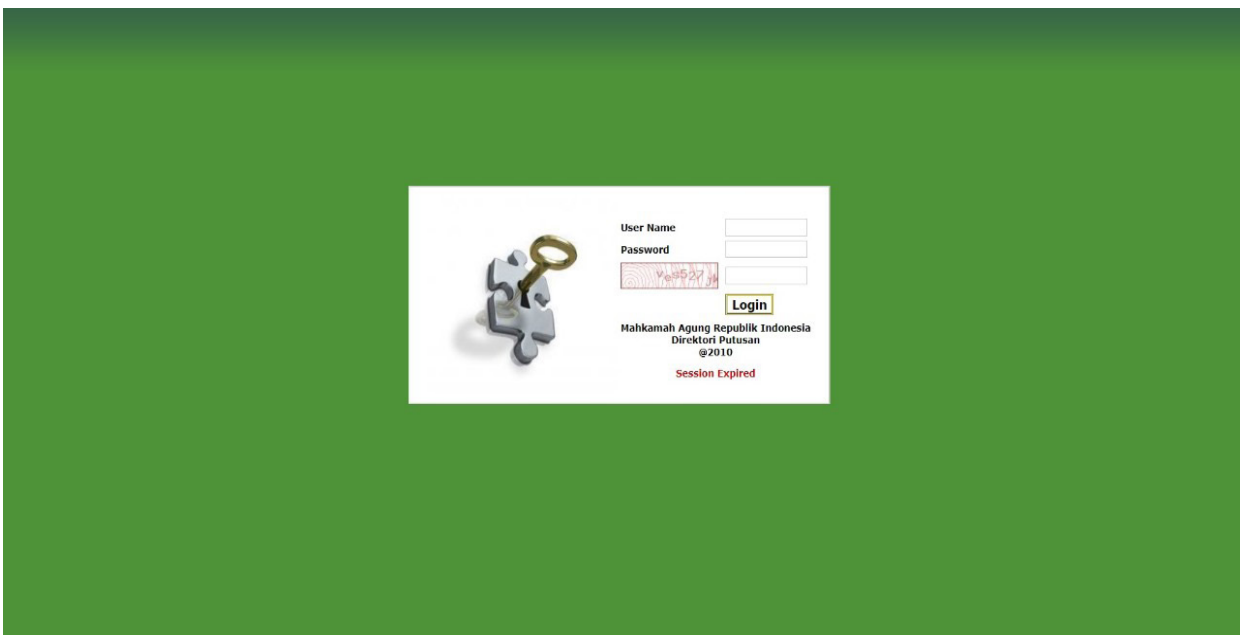 User Name
Password
Login
Mahkamah Agung Republik Indonesia
Direktori Putusan
@2010
Session Expired